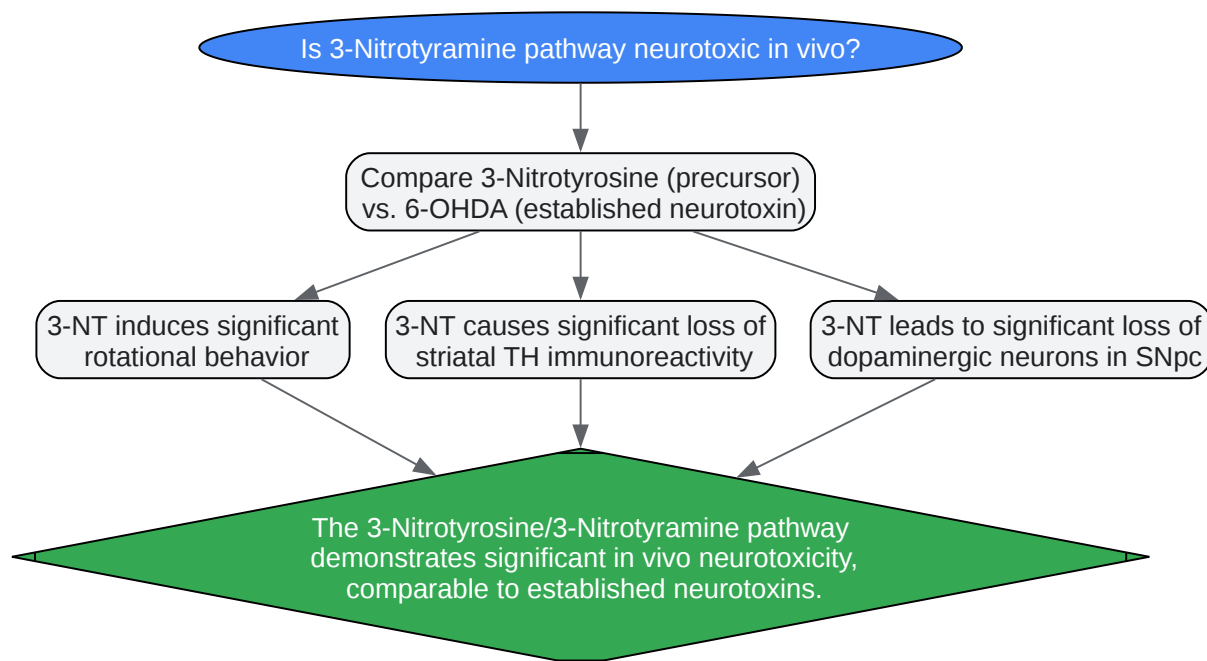 Is 3-Nitrotyramine pathway neurotoxic in vivo?
Compare 3-Nitrotyrosine (precursor)
vs. 6-OHDA (established neurotoxin)
3-NT induces significant
rotational behavior
3-NT causes significant loss of
striatal TH immunoreactivity
3-NT leads to significant loss of
dopaminergic neurons in SNpc
The 3-Nitrotyrosine/3-Nitrotyramine pathway
demonstrates significant in vivo neurotoxicity,
comparable to established neurotoxins.